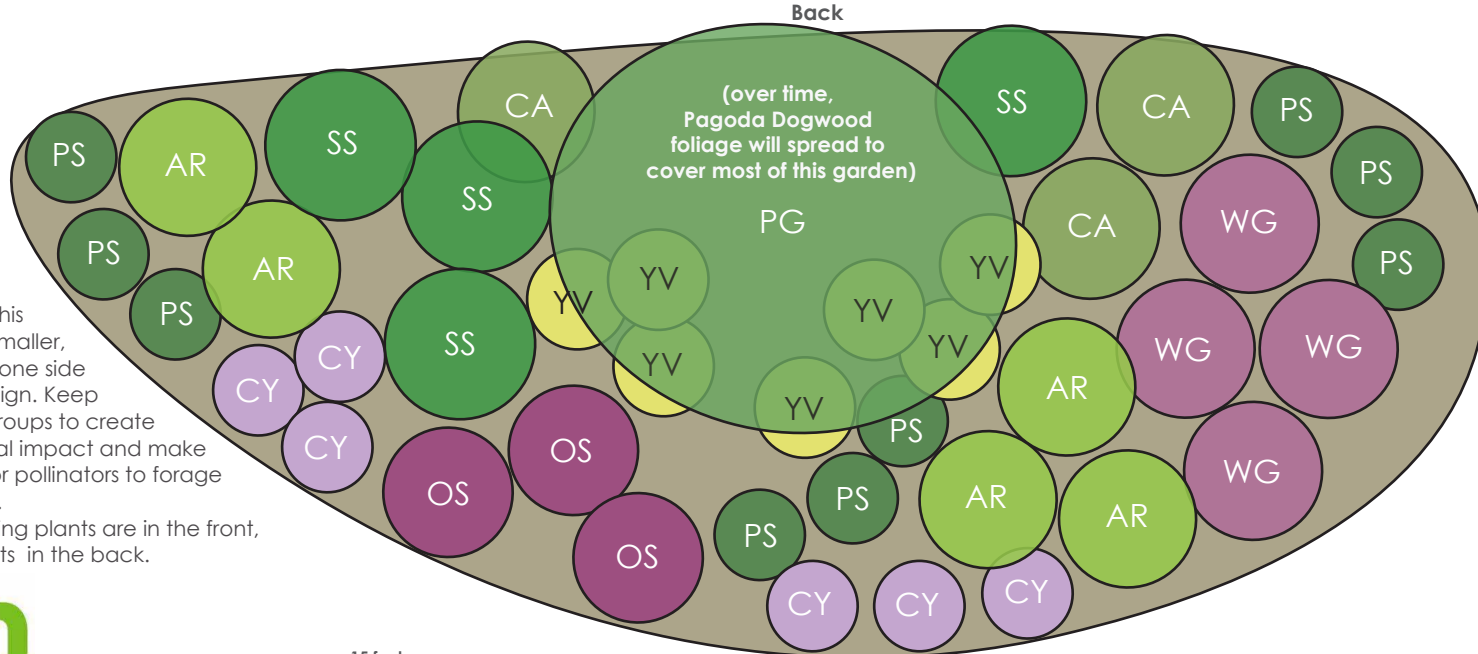 Back
(over time,
Pagoda Dogwood
foliage will spread to
cover most of this garden)
PG
CA
SS
CA
PS
SS
PS
AR
PS
SS
WG
CA
PS
AR
PS
YV
YV
YV
YV
PS
SS
YV
YV
WG
WG
CY
CY
AR
YV
CY
OS
PS
WG
OS
PS
AR
AR
PS
OS
CY
CY
CY
maller,
one side
ign. Keep
roups to create
al impact and make
or pollinators to forage
ing plants are in the front,
ts in the back.